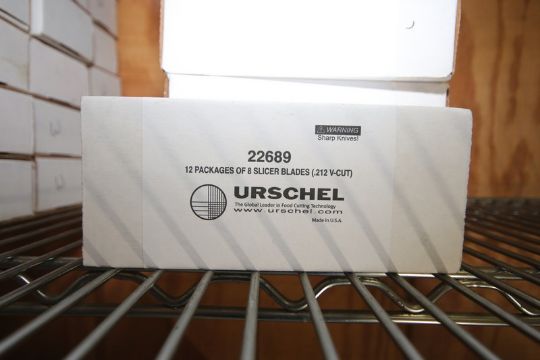 ⚠ WARNING
Sharp Knives!
22689
12 PACKAGES OF 8 SLICER BLADES (.212 V-CUT)
URSCHEL
The Global Leader in Food Cutting Technology
www.urschel.com
Made in U.S.A.